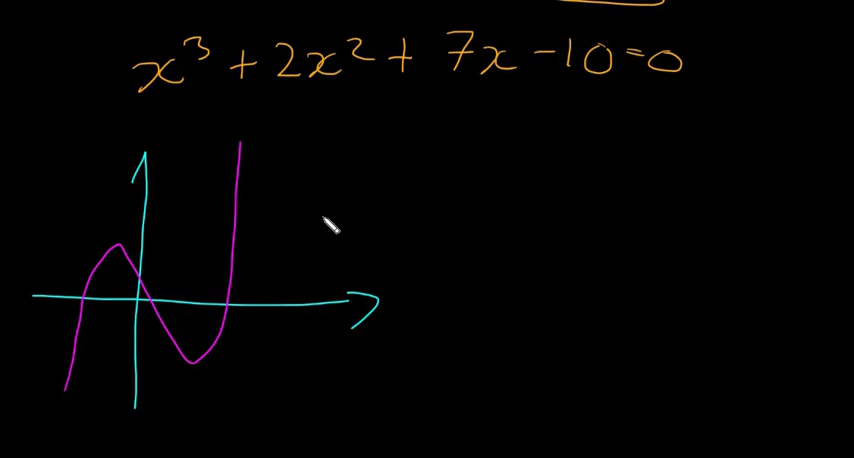 x³ + 2x² + 7x - 10 = 0